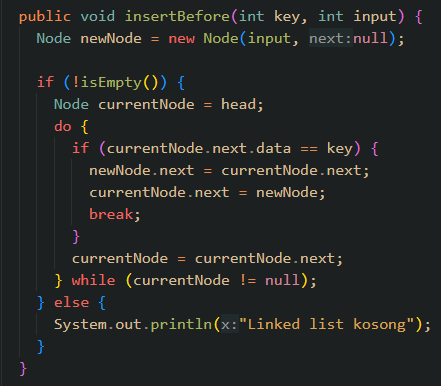 public void insertBefore(int key, int input) {
Node newNode = new Node(input, next:null);
if (!isEmpty()) {
Node currentNode = head;
do {
if (currentNode.next.data == key) {
newNode.next = currentNode.next;
currentNode.next = newNode;
break;
}
currentNode = currentNode.next;
} while (currentNode != null);
} else {
System.out.println(x:"Linked list kosong");
}
}